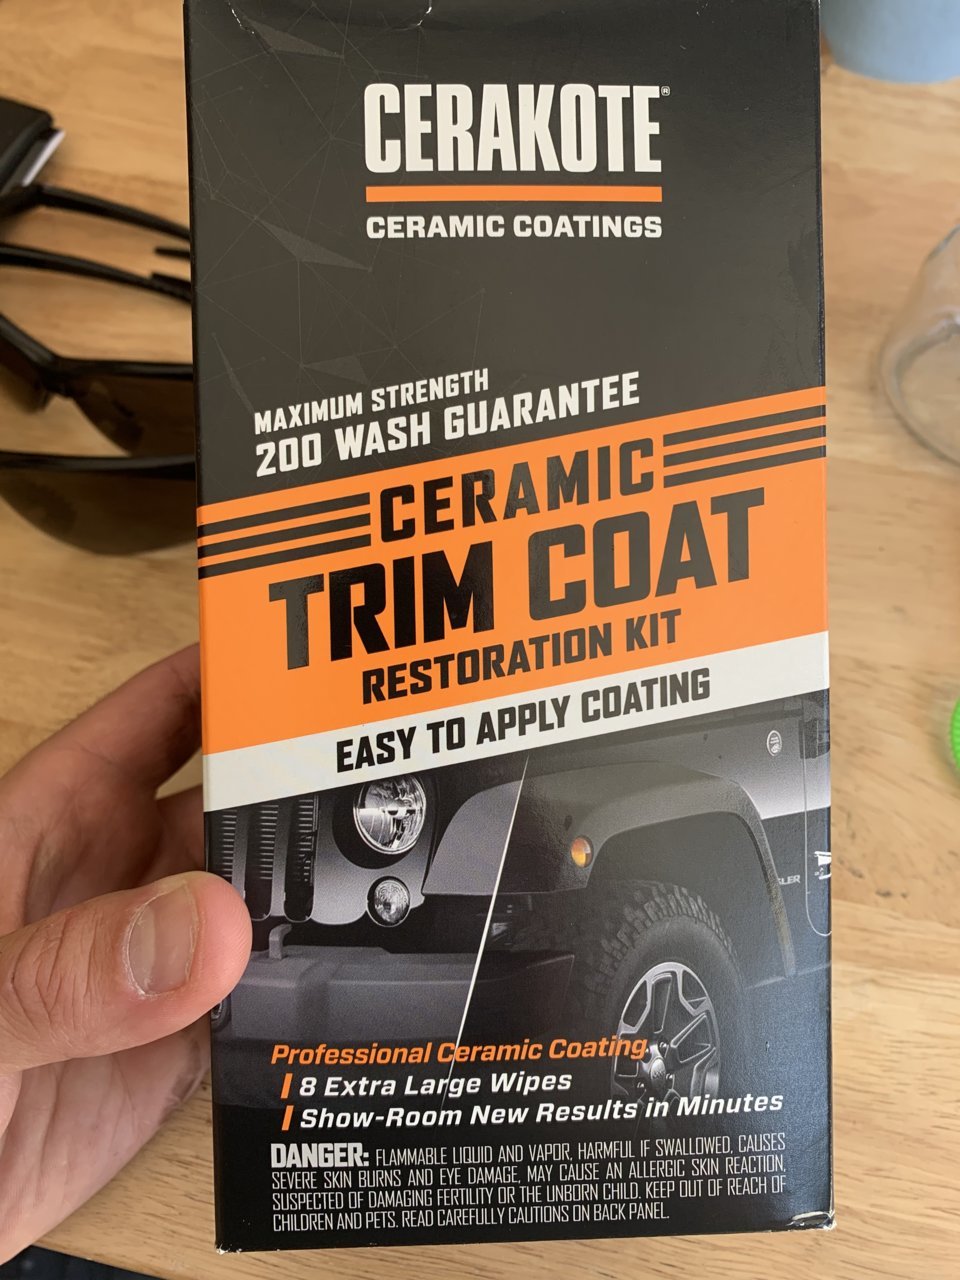 CERAKOTE®
CERAMIC COATINGS
MAXIMUM STRENGTH
200 WASH GUARANTEE
CERAMIC
TRIM COAT
RESTORATION KIT
EASY TO APPLY COATING
LER
Professional Ceramic Coating
8 Extra Large Wipes
Show-Room New Results in Minutes
DANGER: FLAMMABLE LIQUID AND VAPOR, HARMFUL IF SWALLOWED, CAUSES
SEVERE SKIN BURNS AND EYE DAMAGE, MAY CAUSE AN ALLERGIC SKIN REACTION.
SUSPECTED OF DAMAGING FERTILITY OR THE UNBORN CHILD. KEEP OUT OF REACH OF
CHILDREN AND PETS. READ CAREFULLY CAUTIONS ON BACK PANEL.